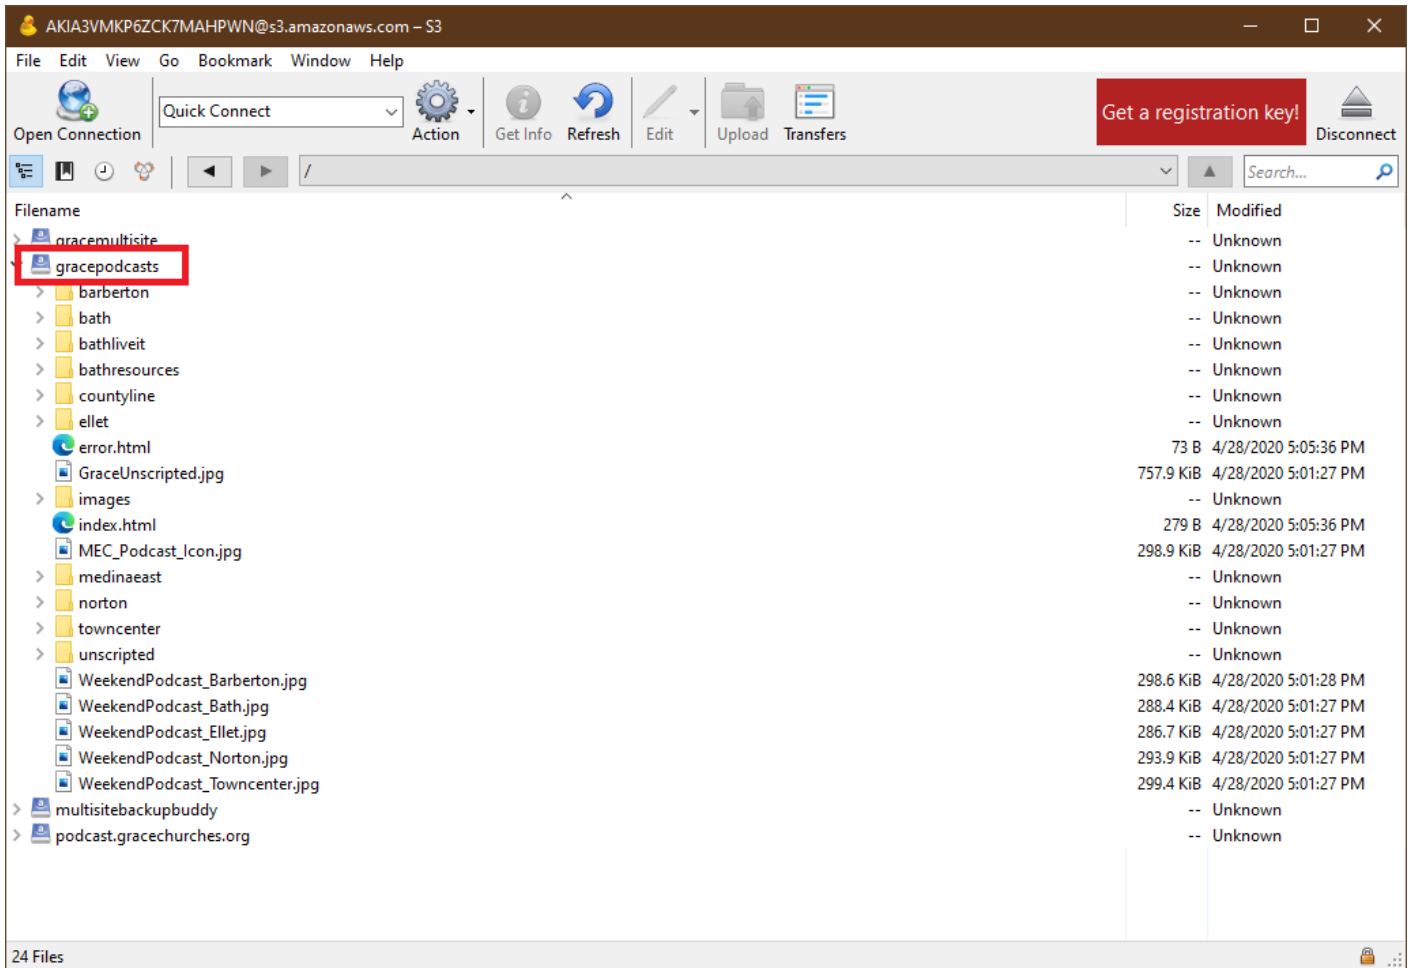 AKIA3VMKP6ZCK7MAHPWN@s3.amazonaws.com – S3
File Edit View Go Bookmark Window Help
Open Connection Quick Connect Action Get Info Refresh Edit Upload Transfers Get a registration key! Disconnect
/ Search...
Filename Size Modified
gracemultisite -- Unknown
gracepodcasts -- Unknown
barberton -- Unknown
bath -- Unknown
bathliveit -- Unknown
bathresources -- Unknown
countyline -- Unknown
ellet -- Unknown
error.html 73 B 4/28/2020 5:05:36 PM
GraceUnscripted.jpg 757.9 KiB 4/28/2020 5:01:27 PM
images -- Unknown
index.html 279 B 4/28/2020 5:05:36 PM
MEC_Podcast_Icon.jpg 298.9 KiB 4/28/2020 5:01:27 PM
medinaeast -- Unknown
norton -- Unknown
towncenter -- Unknown
unscripted -- Unknown
WeekendPodcast_Barberton.jpg 298.6 KiB 4/28/2020 5:01:28 PM
WeekendPodcast_Bath.jpg 288.4 KiB 4/28/2020 5:01:27 PM
WeekendPodcast_Ellet.jpg 286.7 KiB 4/28/2020 5:01:27 PM
WeekendPodcast_Norton.jpg 293.9 KiB 4/28/2020 5:01:27 PM
WeekendPodcast_Towncenter.jpg 299.4 KiB 4/28/2020 5:01:27 PM
multisitebackupbuddy -- Unknown
podcast.gracechurches.org -- Unknown
24 Files